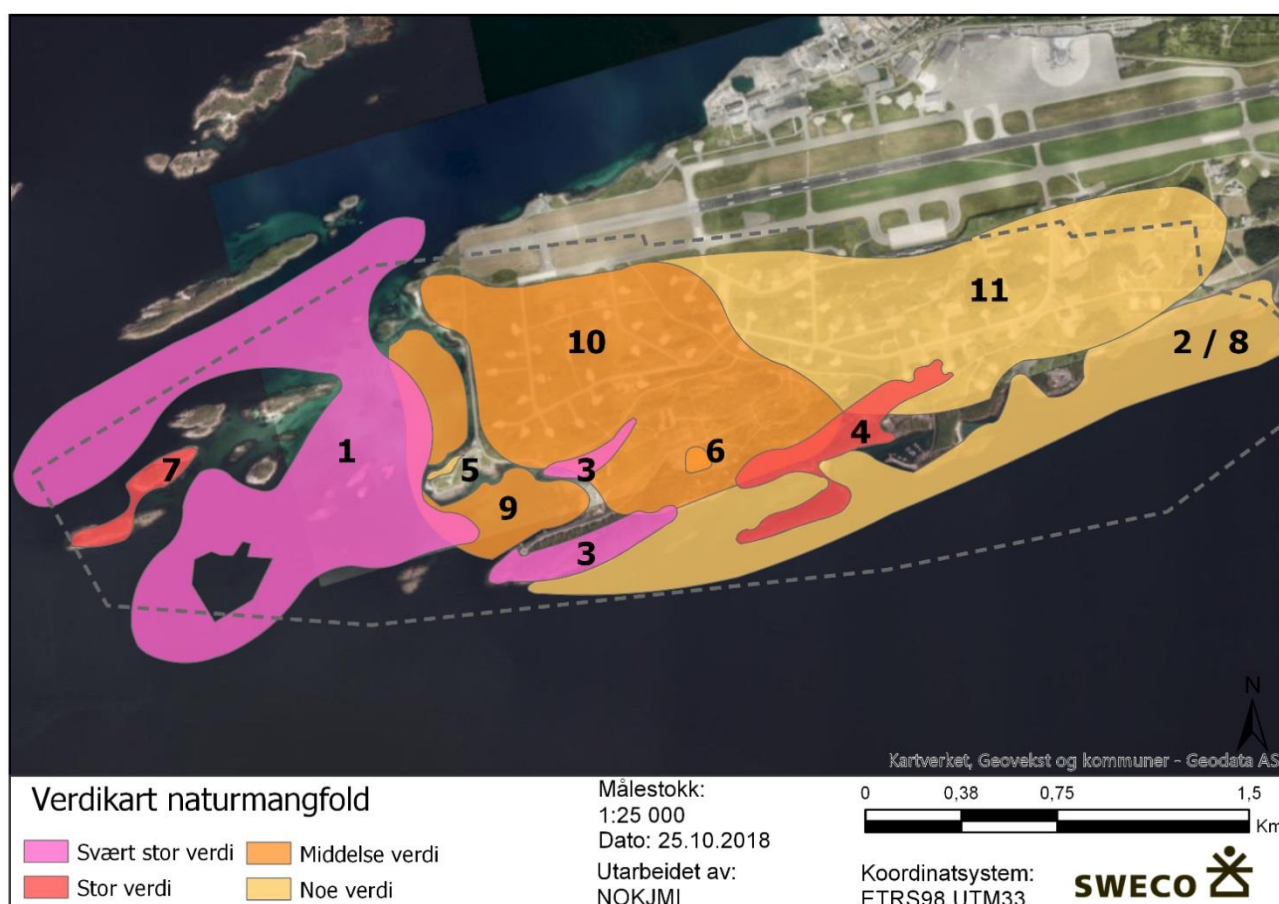 11
10
2 / 8
1
4
6
7
3
5
9
3
N
Kartverket, Geovekst og kommuner - Geodata AS
Verdikart naturmangfold
Svært stor verdi
Middelse verdi
Stor verdi
Noe verdi
Målestokk:
1:25 000
Dato: 25.10.2018
Utarbeidet av:
NOKJMI
0 0,38 0,75 1,5
Km
Koordinatsystem:
ETRS98 UTM33
SWECO